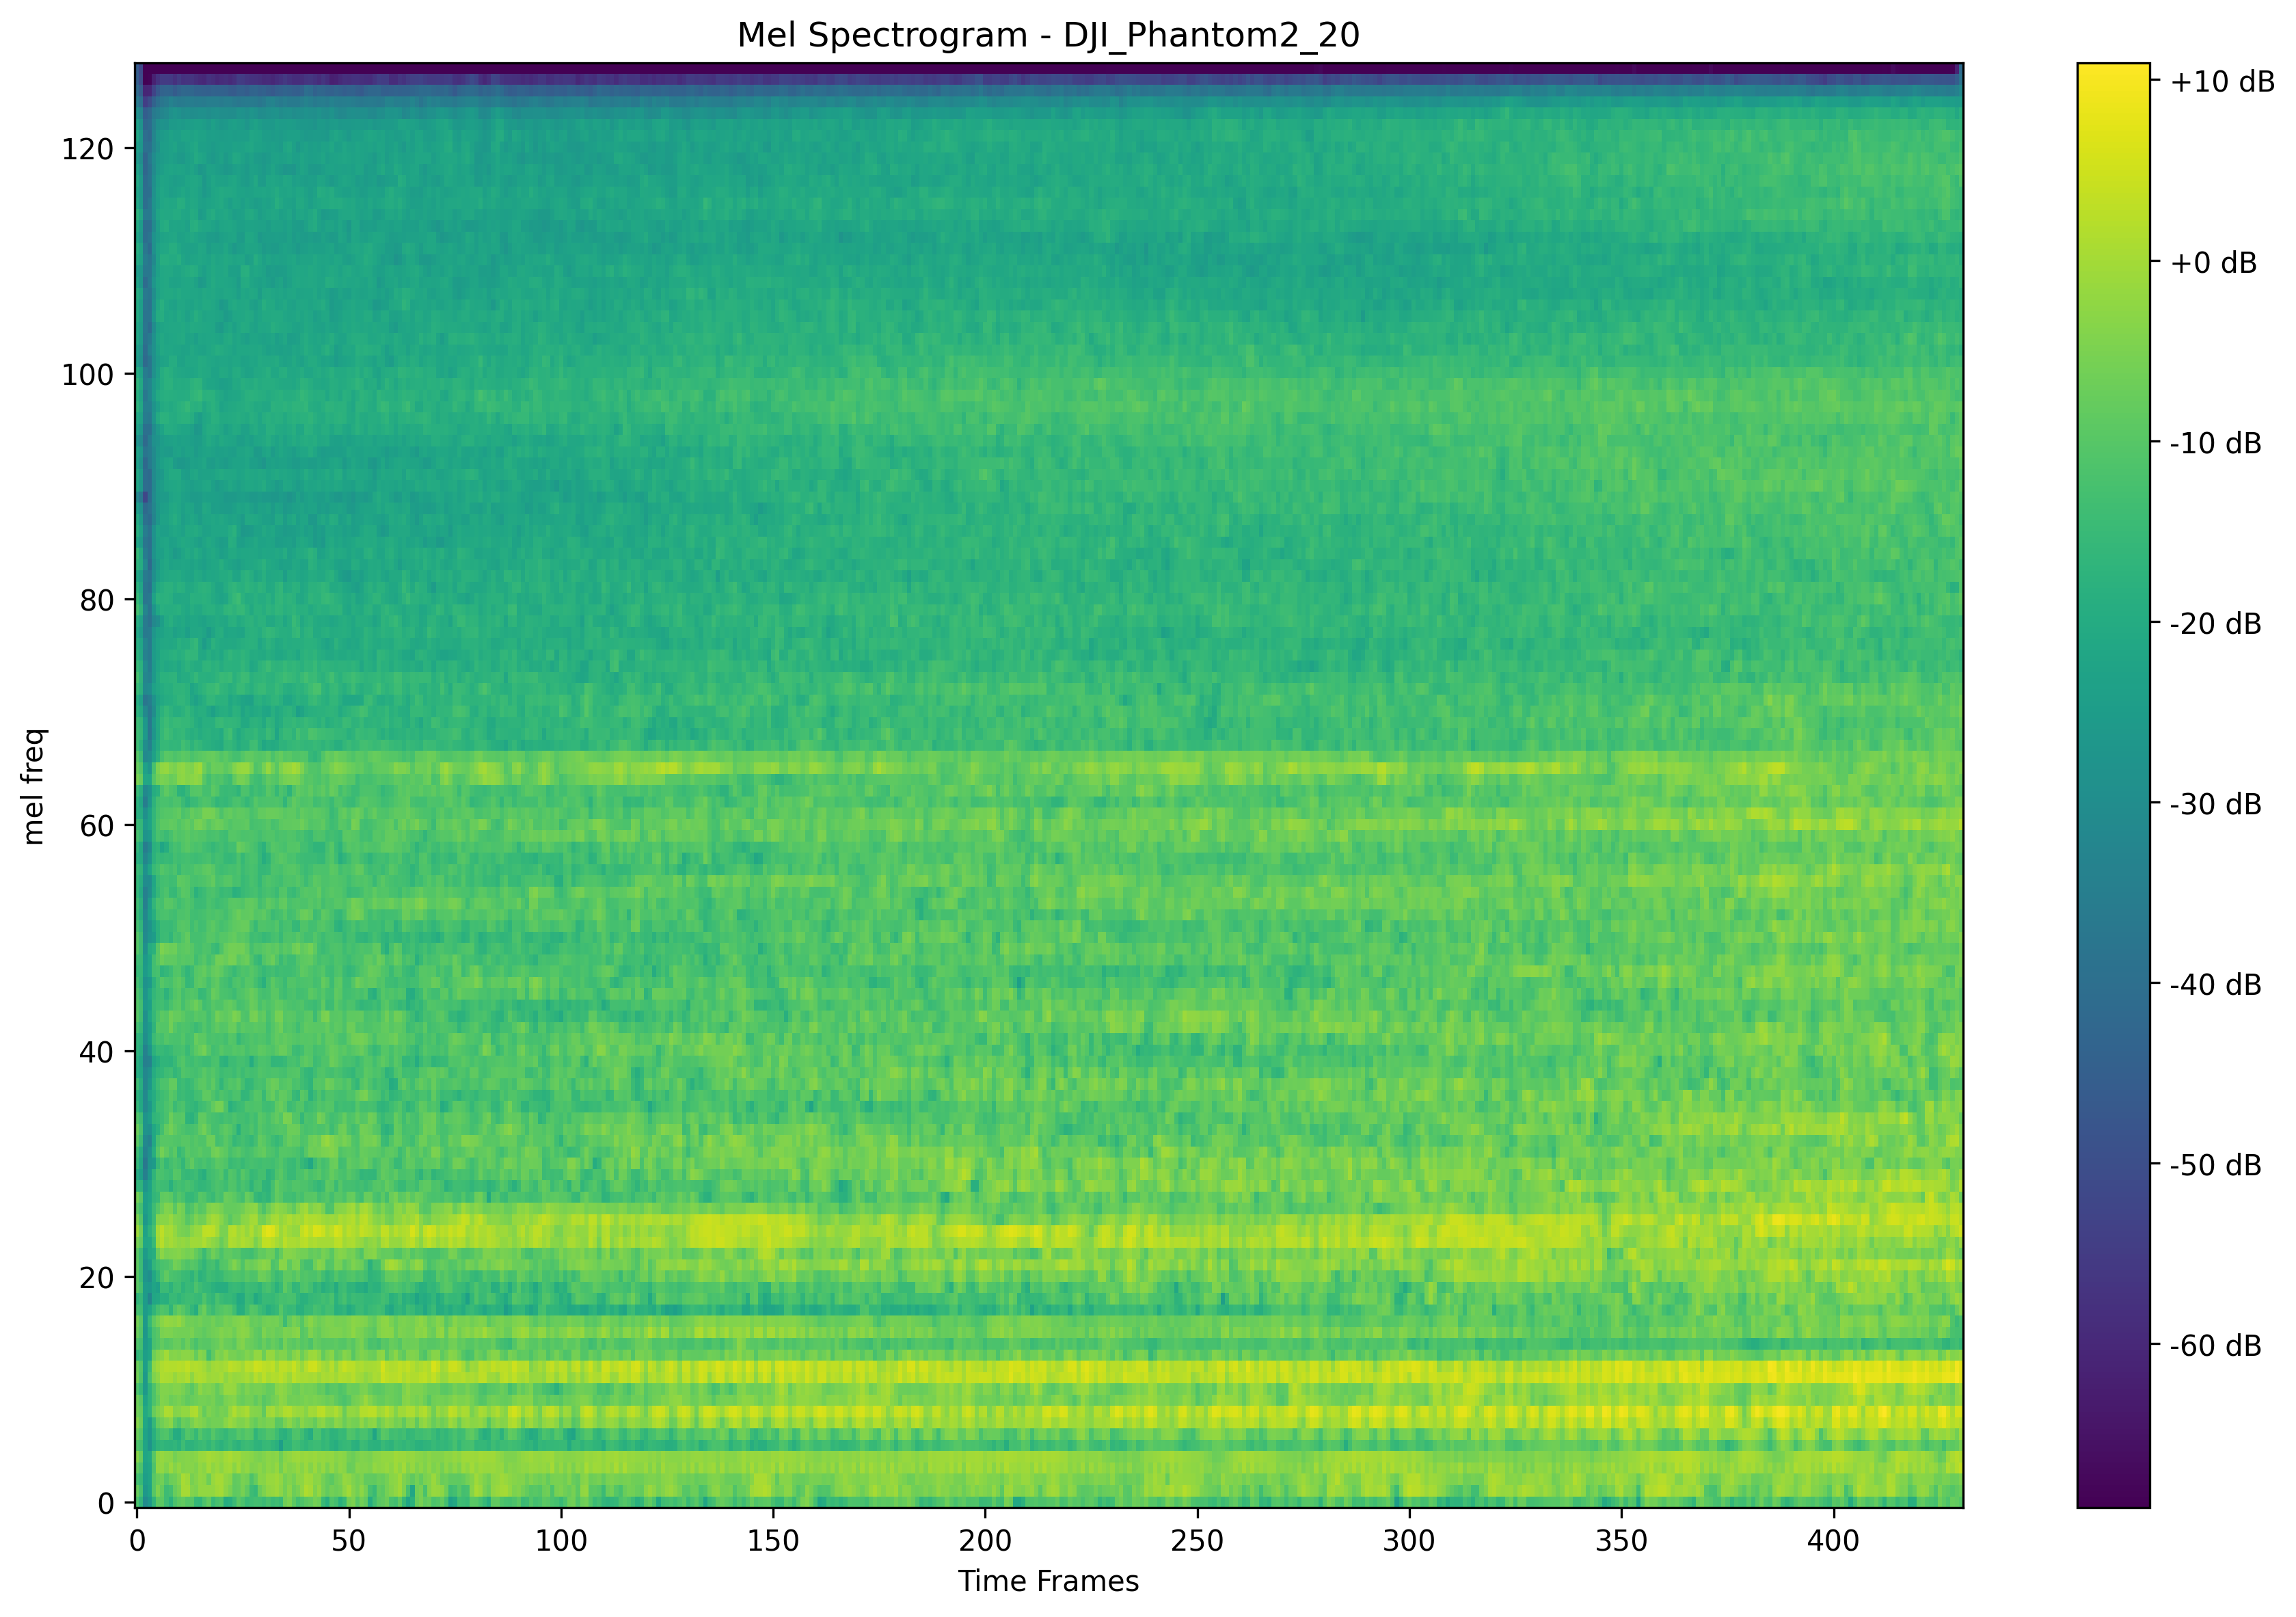 Mel Spectrogram - DJI_Phantom2_20
+10 dB
+0 dB
-10 dB
-20 dB
-30 dB
-40 dB
-50 dB
-60 dB
120
100
80
60
40
20
0
mel freq
0 50 100 150 200 250 300 350 400
Time Frames